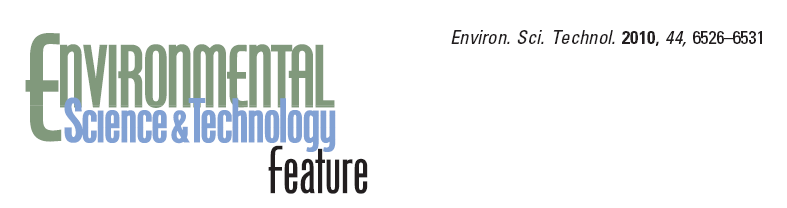 Environ. Sci. Technol. 2010, 44, 6526–6531
ENVIRONMENTAL
Science & Technology
feature